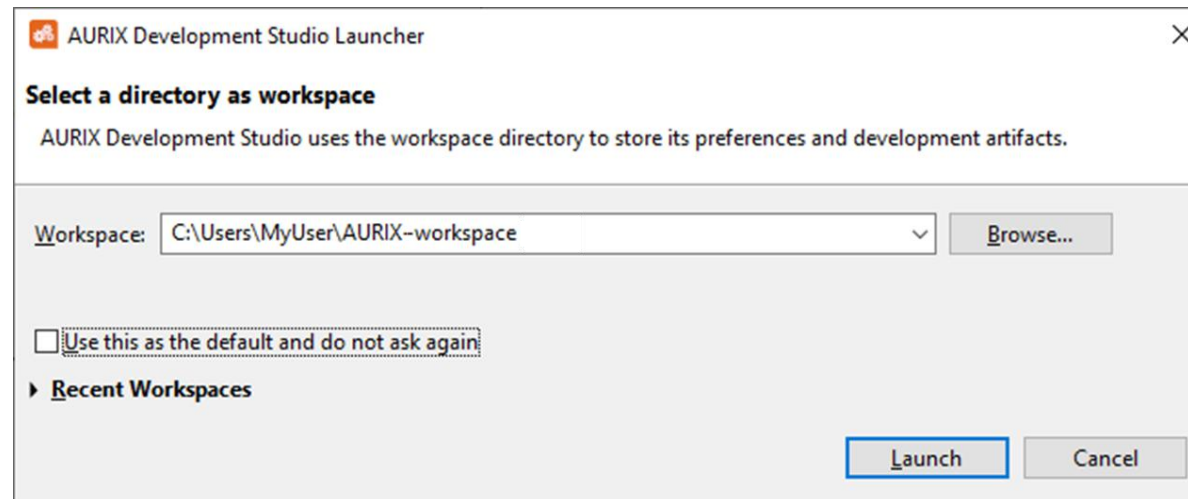 AURIX Development Studio Launcher
Select a directory as workspace
AURIX Development Studio uses the workspace directory to store its preferences and development artifacts.
Workspace: C:\Users\MyUser\AURIX--workspace Browse...
Use this as the default and do not ask again
Recent Workspaces
Launch Cancel